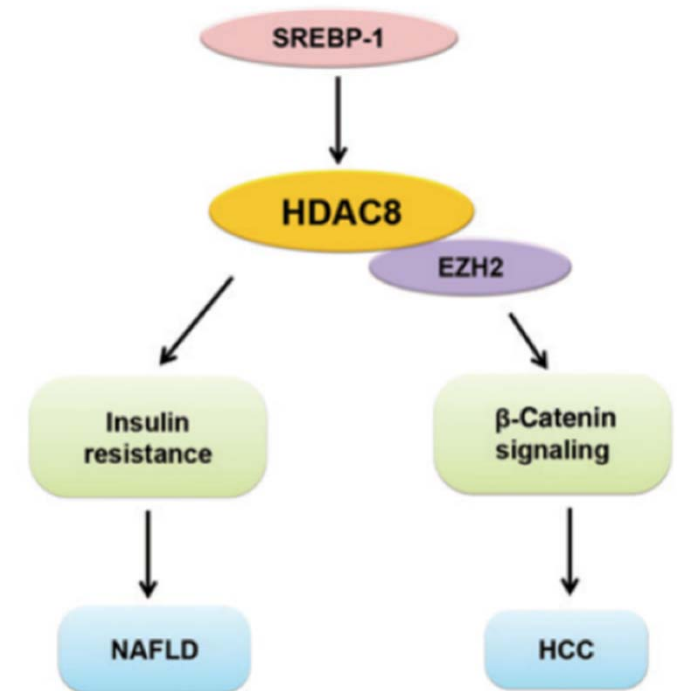 SREBP-1
HDAC8
EZH2
Insulin
resistance
β-Catenin
signaling
NAFLD
HCC